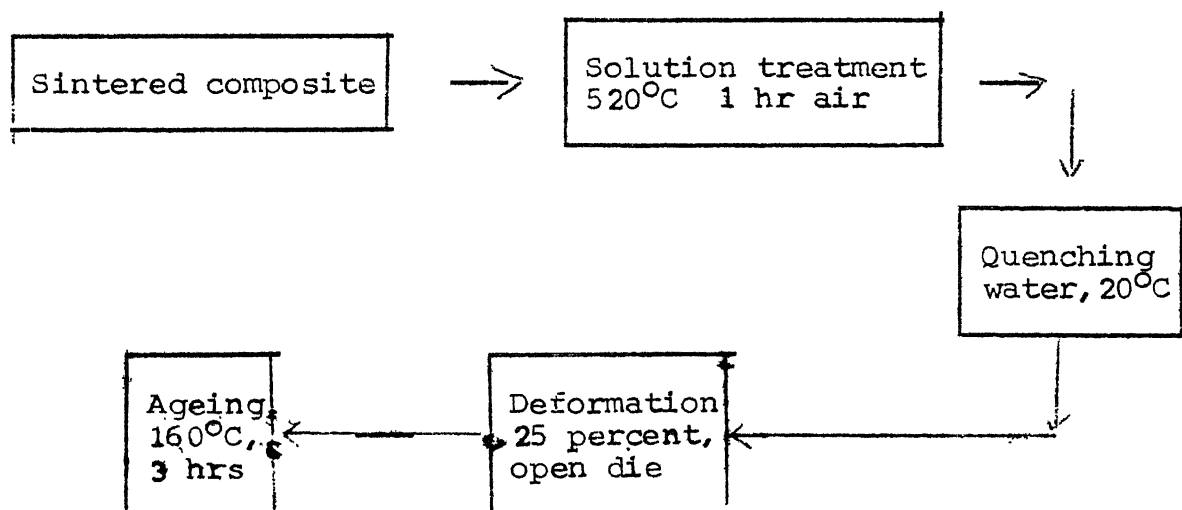 Sintered composite
Solution treatment
520°C 1 hr air
Quenching
water, 20°C
Deformation
25 percent,
open die
Ageing,
160°C,
3 hrs